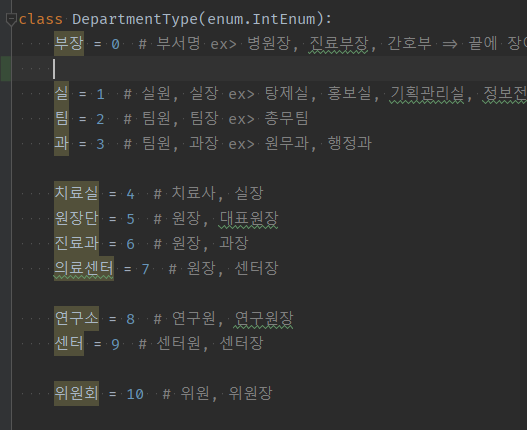 class DepartmentType(enum.IntEnum):
부장 = 0 # 부서명 ex> 병원장, 진료부장, 간호부 => 끝에
실 = 1 # 실원, 실장 ex> 탕제실, 홍보실, 기획관리실,
팀 = 2 # 팀원, 팀장 ex> 총무팀
과 = 3 # 팀원, 과장 ex> 원무과, 행정과
치료실 = 4 # 치료사, 실장
원장단 = 5 # 원장, 대표원장
진료과 = 6 # 원장, 과장
의료센터 = 7 # 원장, 센터장
연구소 = 8 # 연구원, 연구원장
센터 = 9 # 센터원, 센터장
위원회 = 10 # 위원, 위원장